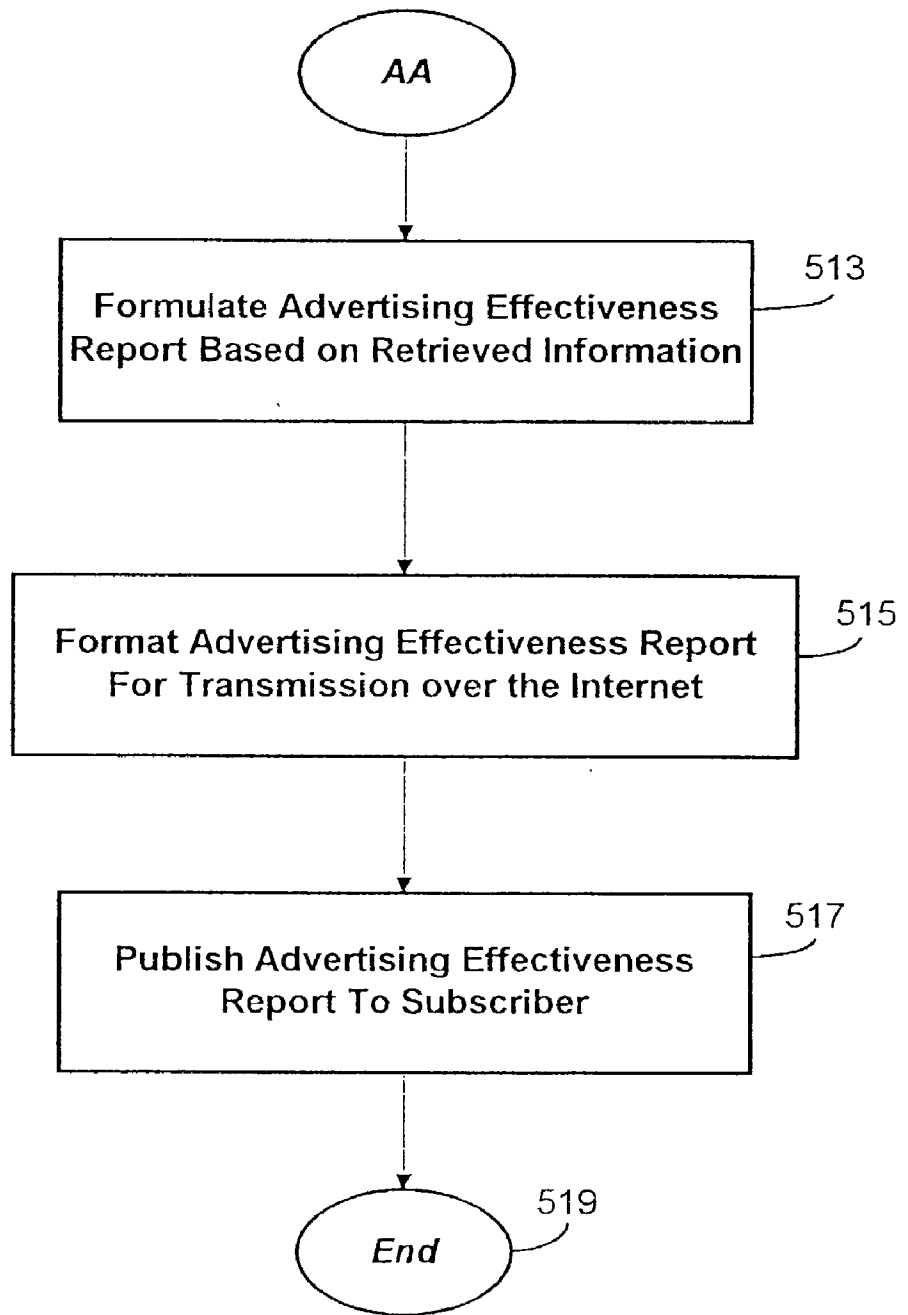 AA
513
Formulate Advertising Effectiveness
Report Based on Retrieved Information
515
Format Advertising Effectiveness Report
For Transmission over the Internet
517
Publish Advertising Effectiveness
Report To Subscriber
519
End